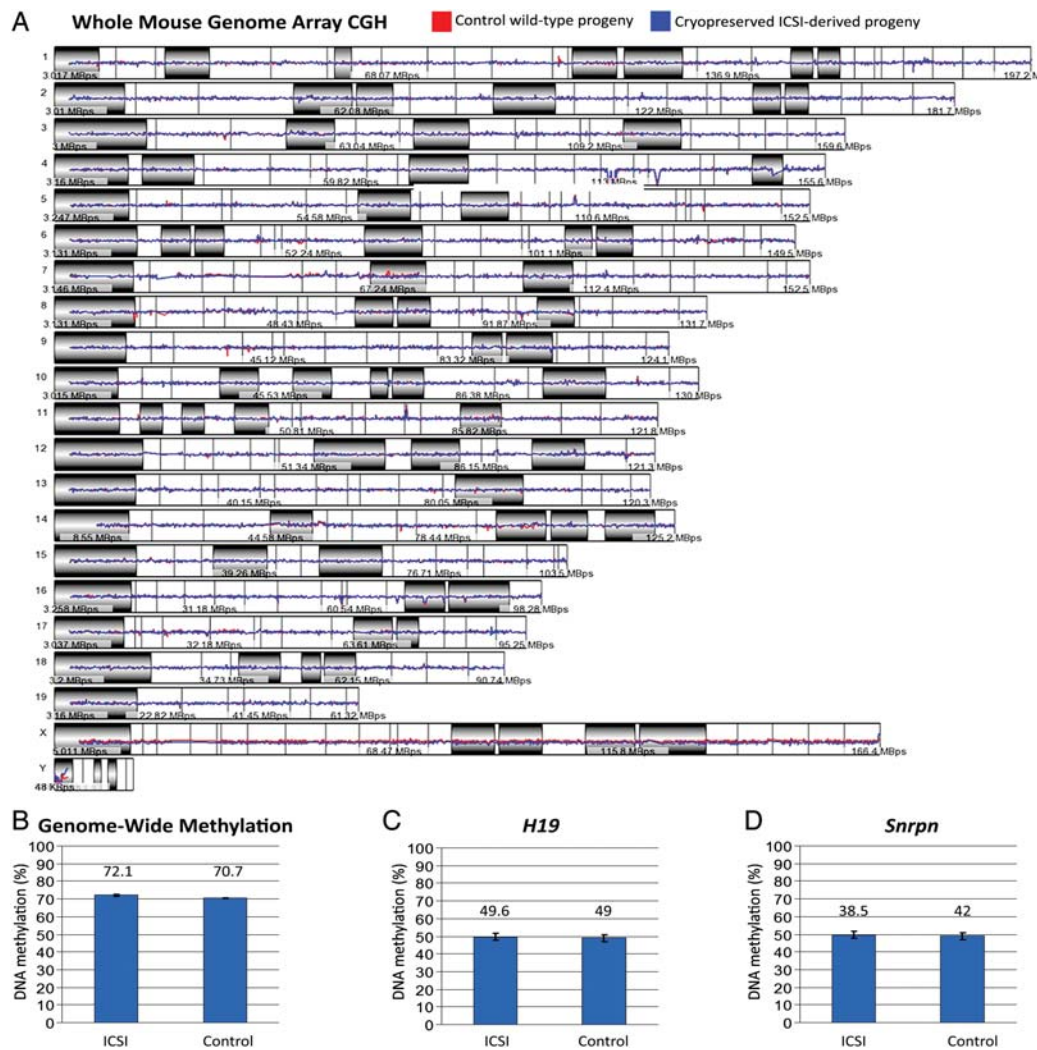 A
Whole Mouse Genome Array CGH
Control wild-type progeny
Cryopreserved ICSI-derived progeny
1
3.017 MBps 68.07 MBps 136.9 MBps 197.2
2
3.01 MBps 62.08 MBps 122 MBps 181.7 MBps
3
3 MBps 63.04 MBps 109.2 MBps 159.6 MBps
4
3.16 MBps 59.82 MBps 113 MBps 155.6 MBps
5
3.247 MBps 54.58 MBps 110.6 MBps 152.5 MBps
6
3.131 MBps 52.24 MBps 101.1 MBps 149.5 MBps
7
3.146 MBps 67.24 MBps 112.4 MBps 152.5 MBps
8
3.131 MBps 48.43 MBps 91.87 MBps 131.7 MBps
9
45.12 MBps 83.32 MBps 124.1 MBps
10
3.015 MBps 45.53 MBps 86.38 MBps 130 MBps
11
50.81 MBps 85.82 MBps 121.8 MBps
12
51.34 MBps 86.15 MBps 121.3 MBps
13
40.15 MBps 80.05 MBps 120.3 MBps
14
8.55 MBps 44.58 MBps 78.44 MBps 125.2 MBps
15
39.26 MBps 76.71 MBps 103.5 MBps
16
3.258 MBps 31.18 MBps 60.54 MBps 98.28 MBps
17
3.037 MBps 32.18 MBps 63.61 MBps 95.25 MBps
18
3.2 MBps 34.73 MBps 62.15 MBps 90.74 MBps
19
3.16 MBps 22.82 MBps 41.45 MBps 61.32 MBps
X
5.011 MBps 68.47 MBps 115.8 MBps 166.4 MBps
Y
48 KBps
B
Genome-Wide Methylation
DNA methylation (%)
100
90
80
70
60
50
40
30
20
10
0
72.1
70.7
ICSI
Control
C
H19
DNA methylation (%)
100
90
80
70
60
50
40
30
20
10
0
49.6
49
ICSI
Control
D
Snrpn
DNA methylation (%)
100
90
80
70
60
50
40
30
20
10
0
38.5
42
ICSI
Control